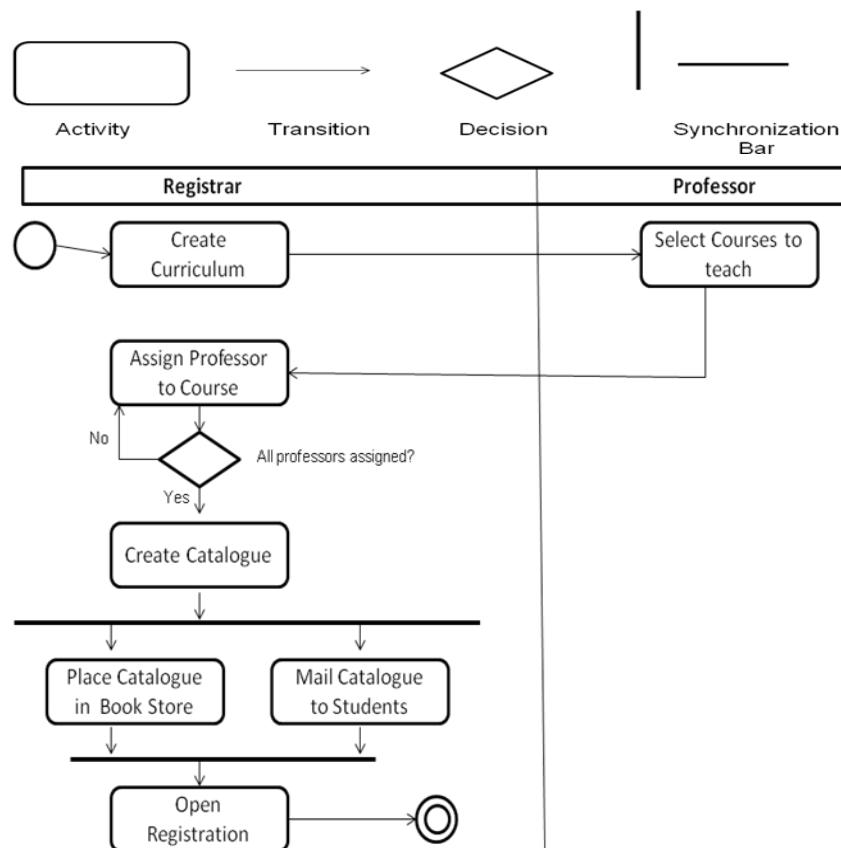 Activity
Transition
Decision
Synchronization
Bar
Registrar
Professor
Create
Curriculum
Select Courses to
teach
Assign Professor
to Course
No
All professors assigned?
Yes
Create Catalogue
Place Catalogue
in Book Store
Mail Catalogue
to Students
Open
Registration